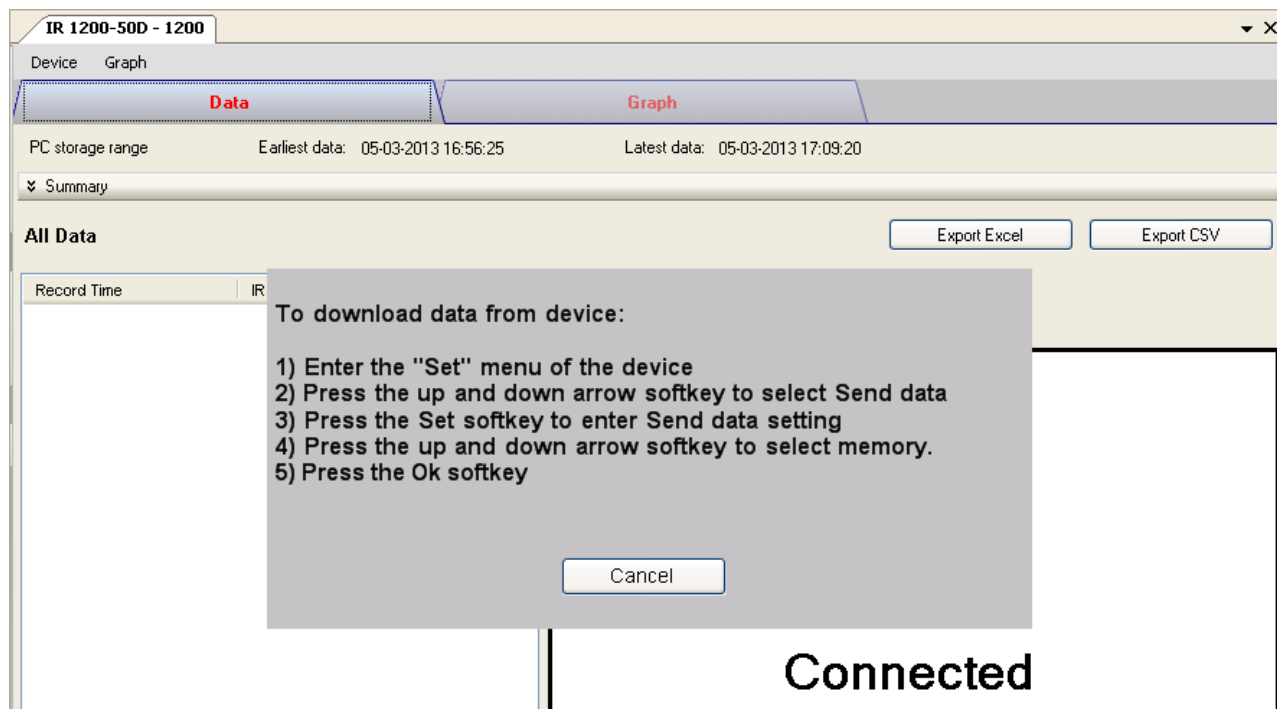 IR 1200-50D - 1200
Device Graph
Data Graph
PC storage range Earliest data: 05-03-2013 16:56:25 Latest data: 05-03-2013 17:09:20
Summary
All Data Export Excel Export CSV
Record Time IR
To download data from device:
1) Enter the "Set" menu of the device
2) Press the up and down arrow softkey to select Send data
3) Press the Set softkey to enter Send data setting
4) Press the up and down arrow softkey to select memory.
5) Press the Ok softkey
Cancel
Connected